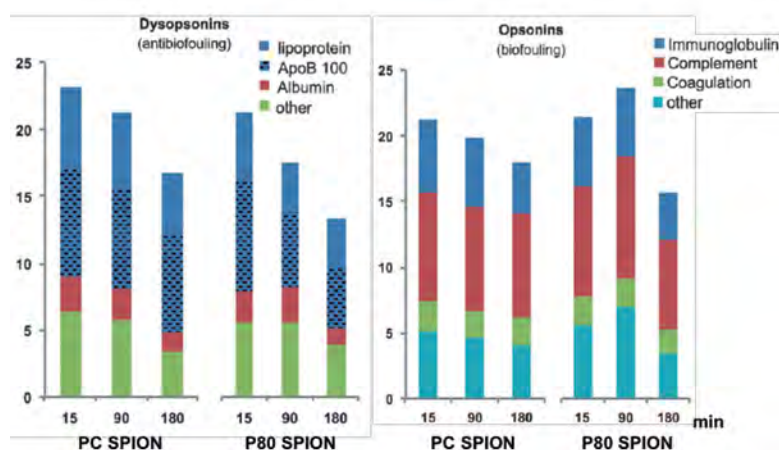 Dysopsonins
(antibiofouling)
lipoprotein
ApoB 100
Albumin
other
25
20
15
10
5
0
15 90 180 15 90 180
PC SPION P80 SPION
Opsonins
(biofouling)
Immunoglobulin
Complement
Coagulation
other
25
20
15
10
5
0
15 90 180 15 90 180 min
PC SPION P80 SPION